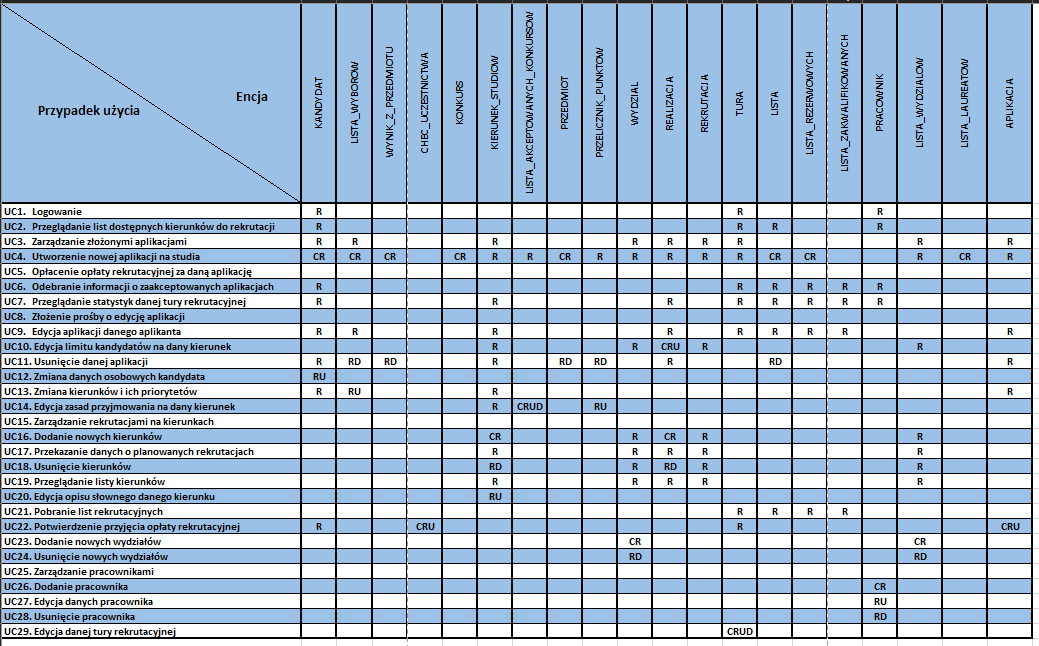 Przypadek użycia
Encja
KANDYDAT
LISTA_WYBOROW
WYNIK_Z_PRZEDMIOTU
CHEC_UCZESTNICTWA
KONKURS
KIERUNEK_STUDIOW
LISTA_AKCEPTOWANYCH_KONKURSOW
PRZEDMIOT
PRZELICZNIK_PUNKTOW
WYDZIAL
REALIZACJA
REKRUTACJA
TURA
LISTA
LISTA_REZERWOWYCH
LISTA_ZAKWALIFIKOWANYCH
PRACOWNIK
LISTA_WYDZIALOW
LISTA_LAUREATOW
APLIKACJA
UC1. Logowanie R R R
UC2. Przeglądanie list dostępnych kierunków do rekrutacji R R R R
UC3. Zarządzanie złożonymi aplikacjami R R R R R R R R R
UC4. Utworzenie nowej aplikacji na studia CR CR CR CR R R CR R R R R R CR CR R CR R
UC5. Opłacenie opłaty rekrutacyjnej za daną aplikację
UC6. Odebranie informacji o zaakceptowanych aplikacjach R R R R R R
UC7. Przeglądanie statystyk danej tury rekrutacyjnej R R R R R R R R
UC8. Złożenie prośby o edycję aplikacji
UC9. Edycja aplikacji danego aplikanta R R R R R R R R R
UC10. Edycja limitu kandydatów na dany kierunek R R CRU R R
UC11. Usunięcie danej aplikacji R RD RD R RD RD R RD R
UC12. Zmiana danych osobowych kandydata RU
UC13. Zmiana kierunków i ich priorytetów R RU R R
UC14. Edycja zasad przyjmowania na dany kierunek R CRUD RU
UC15. Zarządzanie rekrutacjami na kierunkach
UC16. Dodanie nowych kierunków CR R CR R R
UC17. Przekazanie danych o planowanych rekrutacjach R R R R R
UC18. Usunięcie kierunków RD R RD R R
UC19. Przeglądanie listy kierunków R R R R R
UC20. Edycja opisu słownego danego kierunku RU
UC21. Pobranie list rekrutacyjnych R R R R
UC22. Potwierdzenie przyjęcia opłaty rekrutacyjnej R CRU R CRU
UC23. Dodanie nowych wydziałów CR CR
UC24. Usunięcie nowych wydziałów RD RD
UC25. Zarządzanie pracownikami
UC26. Dodanie pracownika CR
UC27. Edycja danych pracownika RU
UC28. Usunięcie pracownika RD
UC29. Edycja danej tury rekrutacyjnej CRUD